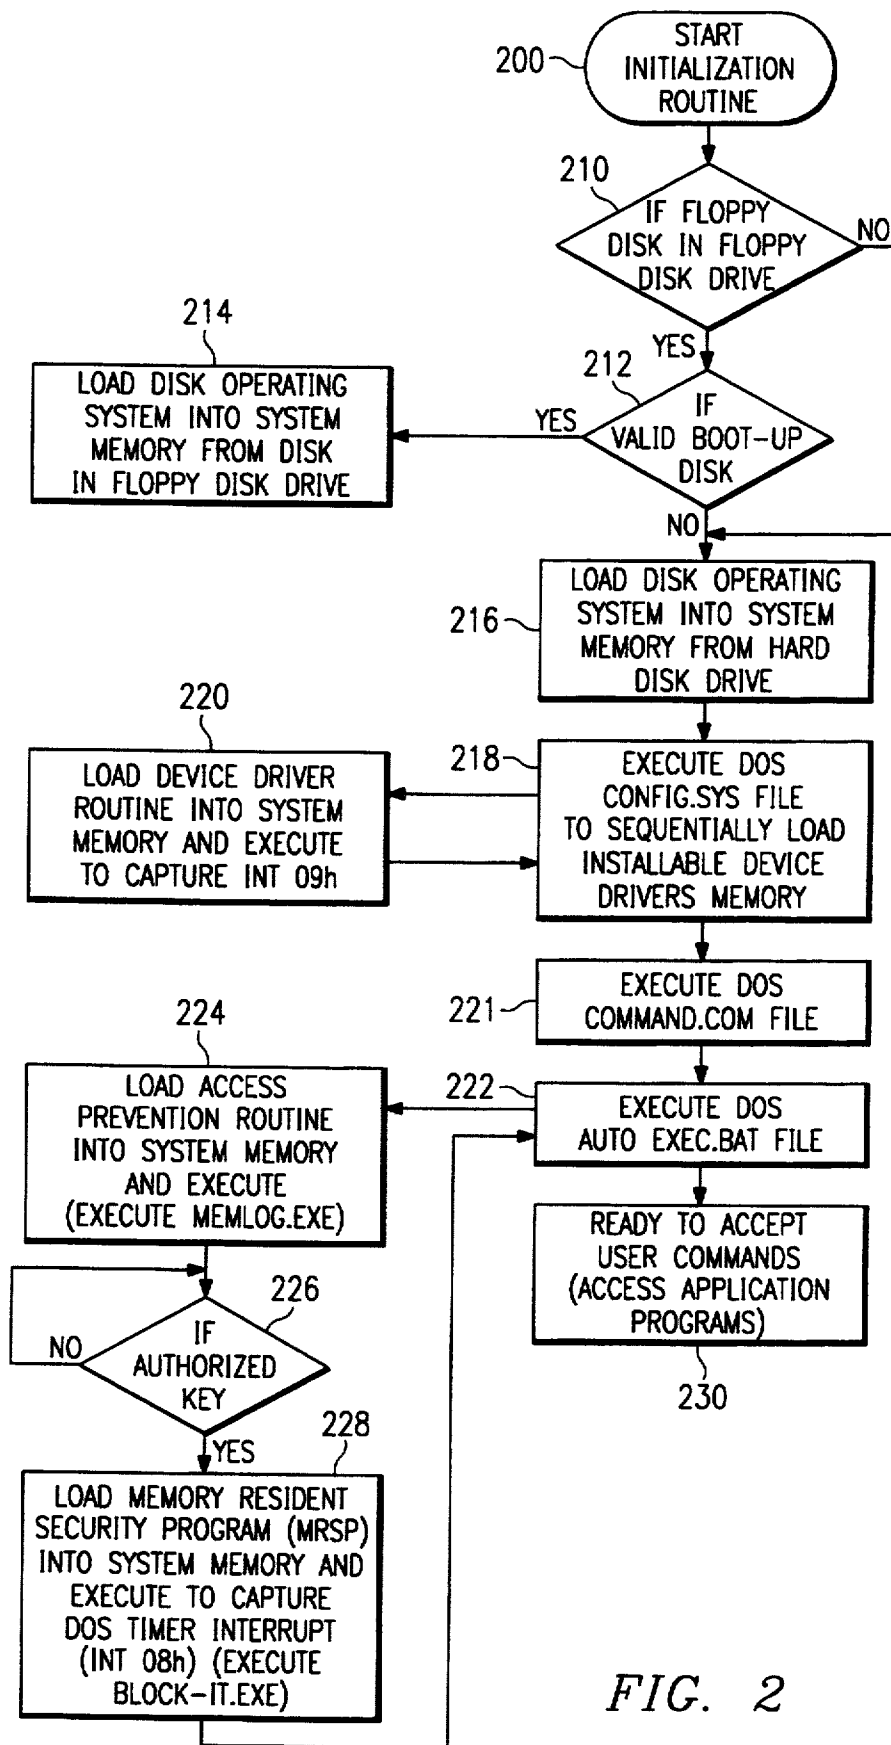 200
START
INITIALIZATION
ROUTINE
210
IF FLOPPY
DISK IN FLOPPY
DISK DRIVE
NO
YES
214
LOAD DISK OPERATING
SYSTEM INTO SYSTEM
MEMORY FROM DISK
IN FLOPPY DISK DRIVE
YES
212
IF
VALID BOOT-UP
DISK
NO
216
LOAD DISK OPERATING
SYSTEM INTO SYSTEM
MEMORY FROM HARD
DISK DRIVE
220
LOAD DEVICE DRIVER
ROUTINE INTO SYSTEM
MEMORY AND EXECUTE
TO CAPTURE INT 09h
218
EXECUTE DOS
CONFIG.SYS FILE
TO SEQUENTIALLY LOAD
INSTALLABLE DEVICE
DRIVERS MEMORY
221
EXECUTE DOS
COMMAND.COM FILE
224
LOAD ACCESS
PREVENTION ROUTINE
INTO SYSTEM MEMORY
AND EXECUTE
(EXECUTE MEMLOG.EXE)
222
EXECUTE DOS
AUTO EXEC.BAT FILE
READY TO ACCEPT
USER COMMANDS
(ACCESS APPLICATION
PROGRAMS)
230
226
IF
AUTHORIZED
KEY
NO
YES
228
LOAD MEMORY RESIDENT
SECURITY PROGRAM (MRSP)
INTO SYSTEM MEMORY AND
EXECUTE TO CAPTURE
DOS TIMER INTERRUPT
(INT 08h) (EXECUTE
BLOCK-IT.EXE)
FIG. 2